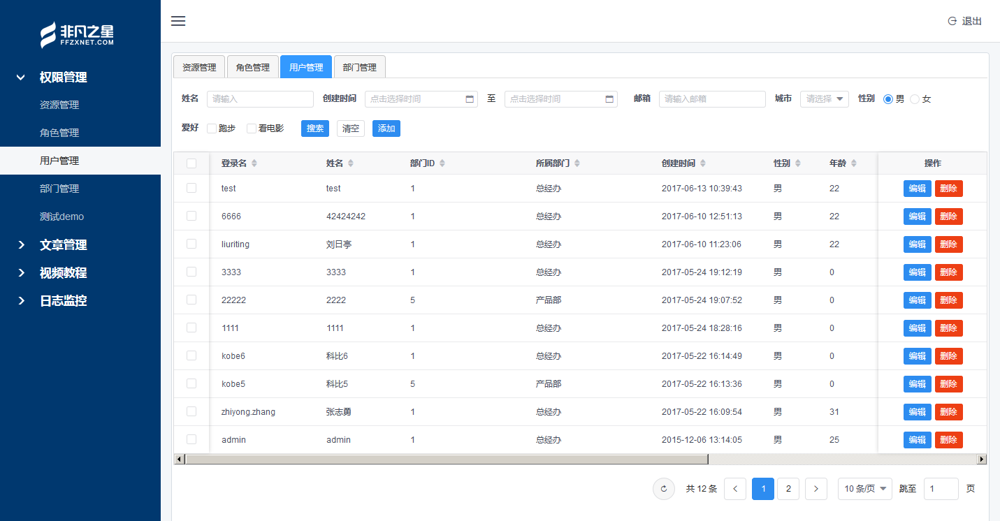 非凡之星
FFZXNET.COM
权限管理
资源管理
角色管理
用户管理
部门管理
测试demo
文章管理
视频教程
日志监控
退出
资源管理 角色管理 用户管理 部门管理
姓名 请输入 创建时间 点击选择时间 至 点击选择时间 邮箱 请输入邮箱 城市 请选择 性别 男 女
爱好 跑步 看电影 搜索 清空 添加
登录名 姓名 部门ID 所属部门 创建时间 性别 年龄 操作
test test 1 总经办 2017-06-13 10:39:43 男 22 编辑 删除
6666 42424242 1 总经办 2017-06-10 12:51:13 男 22 编辑 删除
liuriting 刘日亭 1 总经办 2017-06-10 11:23:06 男 22 编辑 删除
3333 3333 1 总经办 2017-05-24 19:12:19 男 0 编辑 删除
22222 2222 5 产品部 2017-05-24 19:07:52 男 0 编辑 删除
1111 1111 1 总经办 2017-05-24 18:28:16 男 0 编辑 删除
kobe6 科比6 1 总经办 2017-05-22 16:14:49 男 0 编辑 删除
kobe5 科比5 5 产品部 2017-05-22 16:13:36 男 0 编辑 删除
zhiyong.zhang 张志勇 1 总经办 2017-05-22 16:09:54 男 31 编辑 删除
admin admin 1 总经办 2015-12-06 13:14:05 男 25 编辑 删除
共 12 条 1 2 10 条/页 跳至 1 页